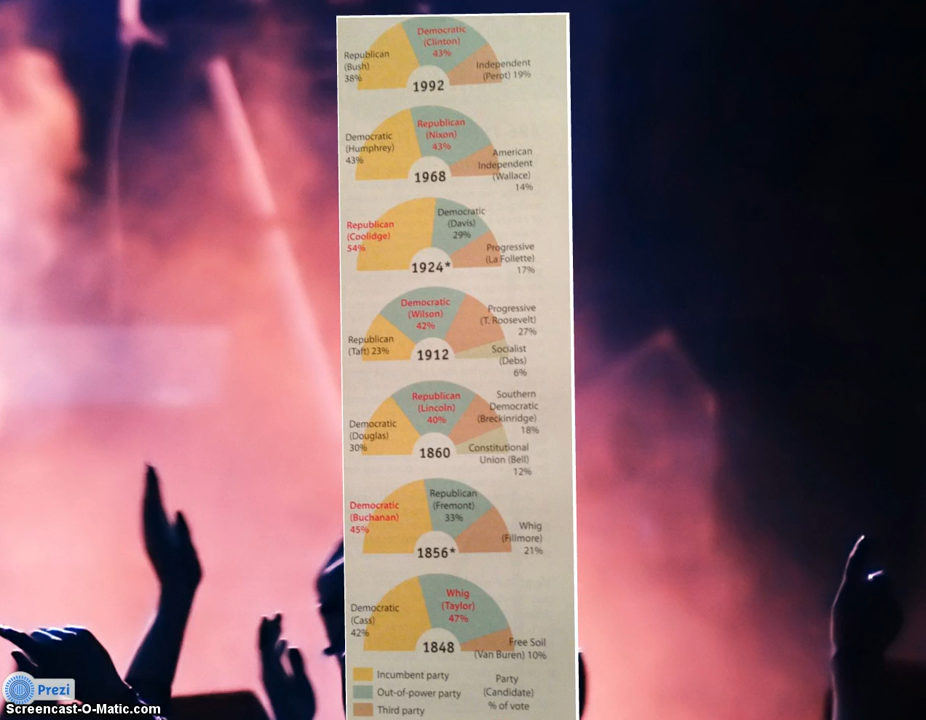 Democratic
(Clinton)
43%
Republican
(Bush)
38%
Independent
(Perot) 19%
1992
Republican
(Nixon)
43%
Democratic
(Humphrey)
43%
American
Independent
(Wallace)
14%
1968
Democratic
(Davis)
29%
Republican
(Coolidge)
54%
Progressive
(La Follette)
17%
1924*
Democratic
(Wilson)
42%
Progressive
(T. Roosevelt)
27%
Republican
(Taft) 23%
Socialist
(Debs)
6%
1912
Republican
(Lincoln)
40%
Southern
Democratic
(Breckinridge)
18%
Democratic
(Douglas)
30%
Constitutional
Union (Bell)
12%
1860
Republican
(Fremont)
33%
Democratic
(Buchanan)
45%
Whig
(Fillmore)
21%
1856*
Whig
(Taylor)
47%
Democratic
(Cass)
42%
Free Soil
(Van Buren) 10%
1848
Incumbent party
Out-of-power party
Third party
Party
(Candidate)
% of vote
Prezi
Screencast-O-Matic.com